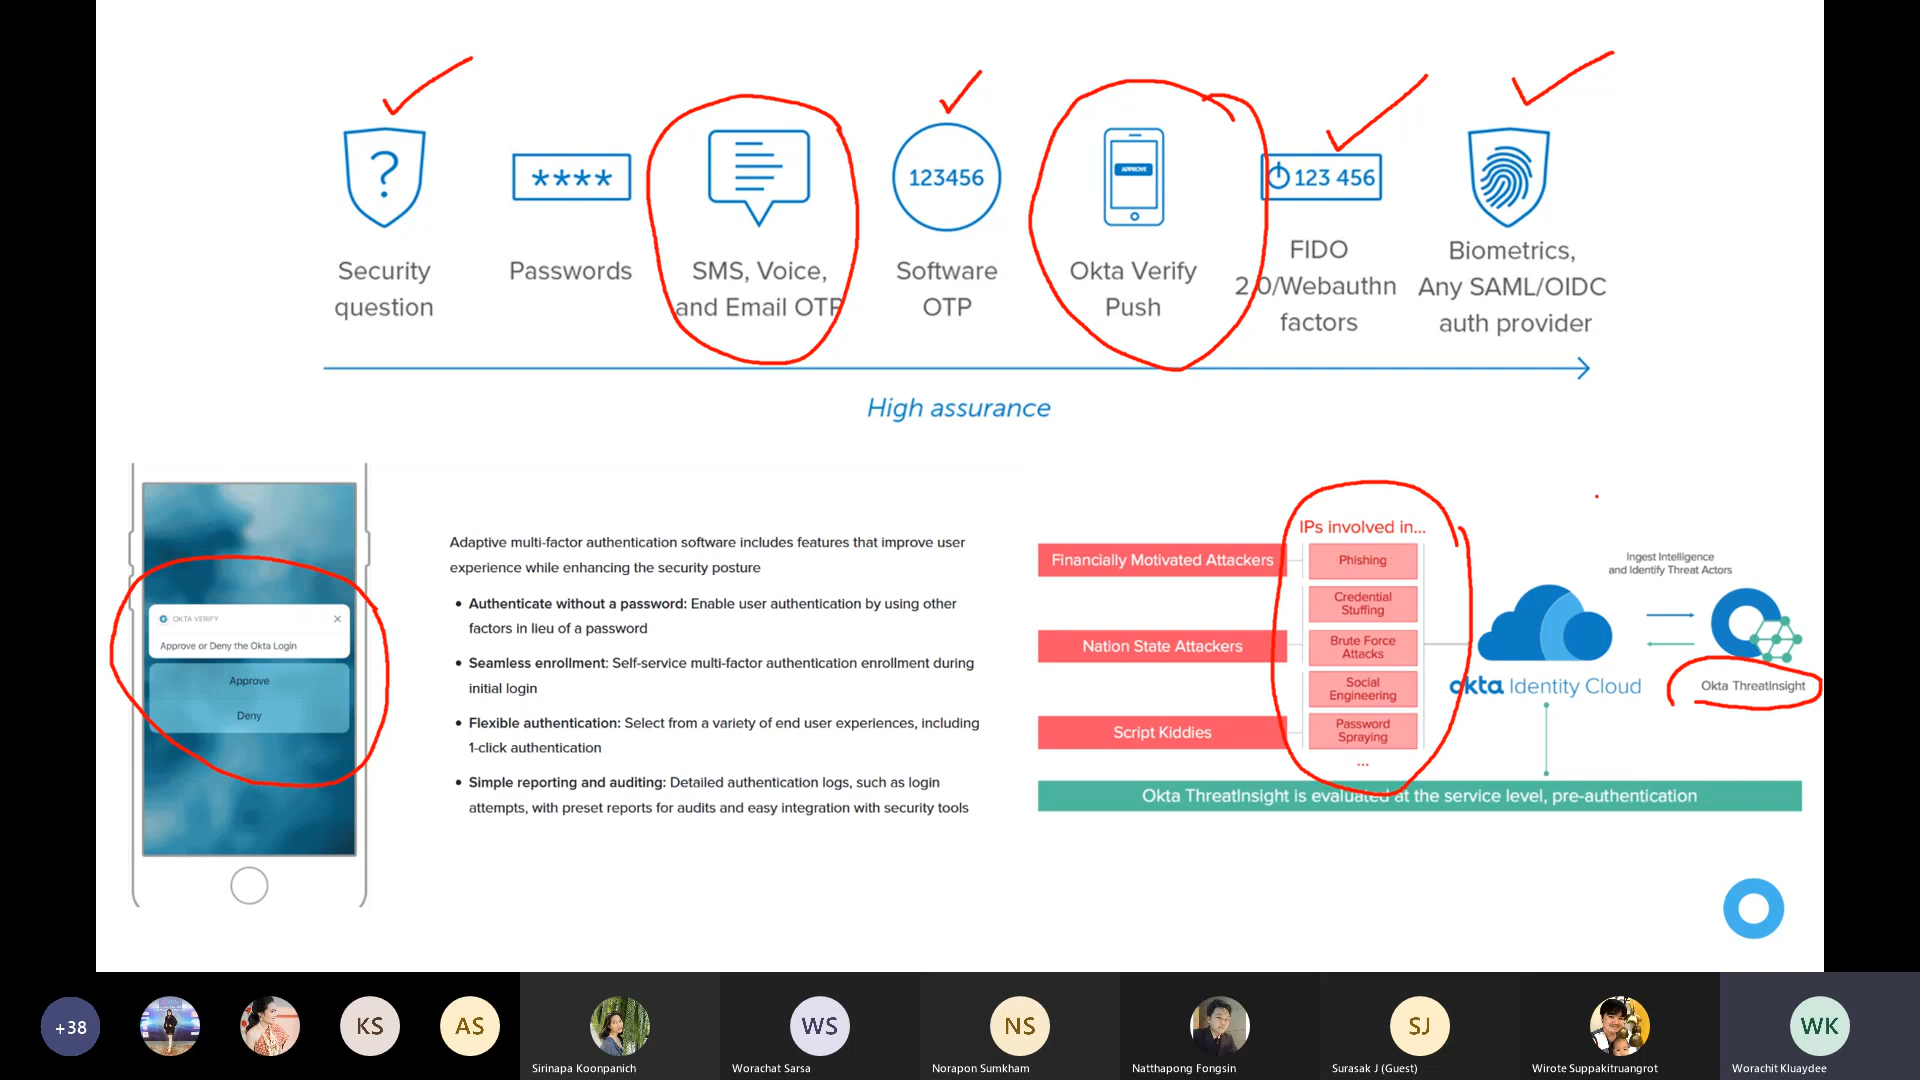 ?
****
123456
APPROVE
123 456
Security
question
Passwords
SMS, Voice,
and Email OTP
Software
OTP
Okta Verify
Push
FIDO
2.0/Webauthn
factors
Biometrics,
Any SAML/OIDC
auth provider
High assurance
OKTA VERIFY
Approve or Deny the Okta Login
Approve
Deny
Adaptive multi-factor authentication software includes features that improve user
experience while enhancing the security posture
• Authenticate without a password: Enable user authentication by using other
factors in lieu of a password
• Seamless enrollment: Self-service multi-factor authentication enrollment during
initial login
• Flexible authentication: Select from a variety of end user experiences, including
1-click authentication
• Simple reporting and auditing: Detailed authentication logs, such as login
attempts, with preset reports for audits and easy integration with security tools
IPs involved in...
Financially Motivated Attackers
Nation State Attackers
Script Kiddies
Phishing
Credential
Stuffing
Brute Force
Attacks
Social
Engineering
Password
Spraying
...
Ingest Intelligence
and Identify Threat Actors
okta Identity Cloud
Okta ThreatInsight
Okta ThreatInsight is evaluated at the service level, pre-authentication
+38
KS
AS
WS
NS
SJ
WK
Sirinapa Koonpanich
Worachat Sarsa
Norapon Sumkham
Natthapong Fongsin
Surasak J (Guest)
Wirote Suppakitruangrot
Worachit Kluaydee